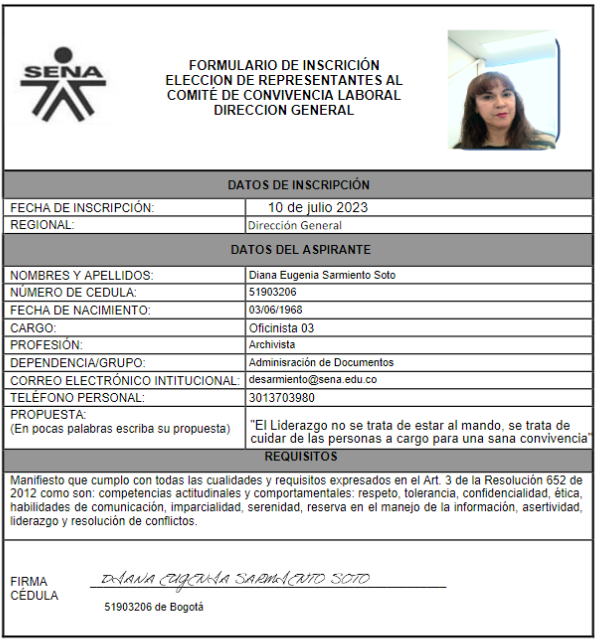 SENA
FORMULARIO DE INSCRICIÓN
ELECCION DE REPRESENTANTES AL
COMITÉ DE CONVIVENCIA LABORAL
DIRECCION GENERAL
DATOS DE INSCRIPCIÓN
FECHA DE INSCRIPCIÓN: 10 de julio 2023
REGIONAL: Dirección General
DATOS DEL ASPIRANTE
NOMBRES Y APELLIDOS: Diana Eugenia Sarmiento Soto
NÚMERO DE CEDULA: 51903206
FECHA DE NACIMIENTO: 03/06/1968
CARGO: Oficinista 03
PROFESIÓN: Archivista
DEPENDENCIA/GRUPO: Adminisración de Documentos
CORREO ELECTRÓNICO INTITUCIONAL: desarmiento@sena.edu.co
TELÉFONO PERSONAL: 3013703980
PROPUESTA:
(En pocas palabras escriba su propuesta)
"El Liderazgo no se trata de estar al mando, se trata de
cuidar de las personas a cargo para una sana convivencia"
REQUISITOS
Manifiesto que cumplo con todas las cualidades y requisitos expresados en el Art. 3 de la Resolución 652 de
2012 como son: competencias actitudinales y comportamentales: respeto, tolerancia, confidencialidad, ética,
habilidades de comunicación, imparcialidad, serenidad, reserva en el manejo de la información, asertividad,
liderazgo y resolución de conflictos.
FIRMA DIANA EUGENIA SARMIENTO SOTO
CÉDULA
51903206 de Bogotá